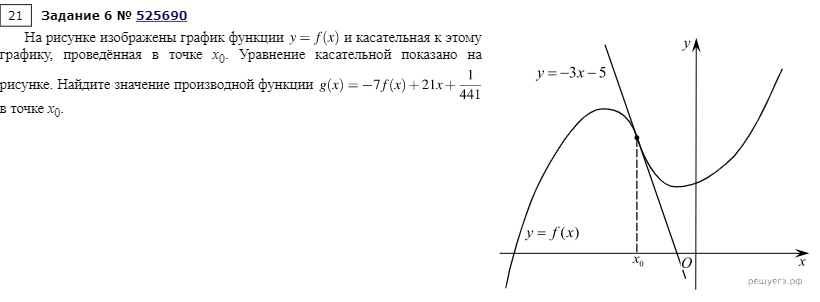 21 Задание 6 № 525690
На рисунке изображены график функции y = f(x) и касательная к этому
графику, проведённая в точке x₀. Уравнение касательной показано на
рисунке. Найдите значение производной функции g(x) = −7f(x) + 21x + 1/441
в точке x₀.
y
y = −3x − 5
y = f(x)
x₀
O
x
решуегэ.рф